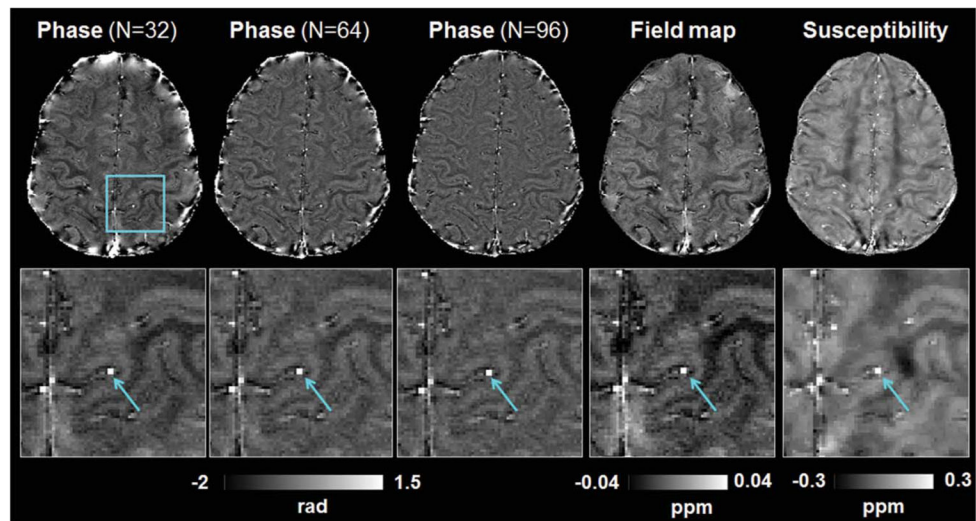 Phase (N=32) Phase (N=64) Phase (N=96) Field map Susceptibility
-2 1.5 -0.04 0.04 -0.3 0.3
rad ppm ppm